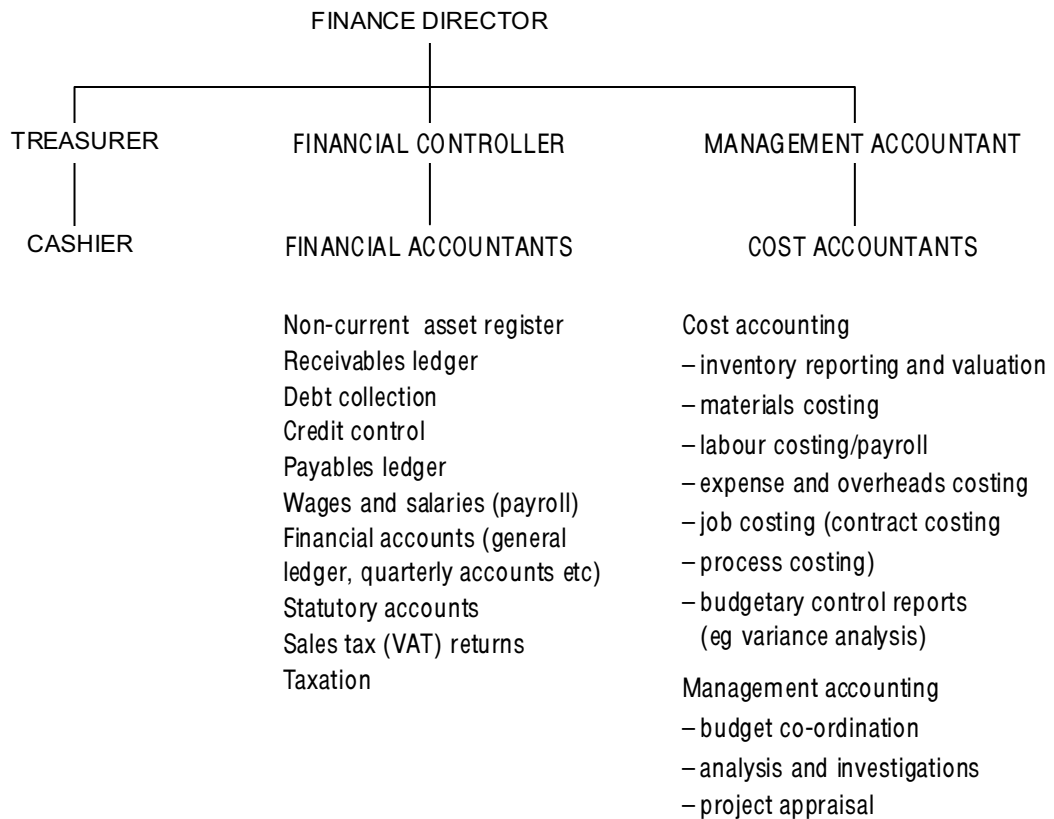 FINANCE DIRECTOR
TREASURER
FINANCIAL CONTROLLER
MANAGEMENT ACCOUNTANT
CASHIER
FINANCIAL ACCOUNTANTS
COST ACCOUNTANTS
Non-current asset register
Receivables ledger
Debt collection
Credit control
Payables ledger
Wages and salaries (payroll)
Financial accounts (general
ledger, quarterly accounts etc)
Statutory accounts
Sales tax (VAT) returns
Taxation
Cost accounting
– inventory reporting and valuation
– materials costing
– labour costing/payroll
– expense and overheads costing
– job costing (contract costing
– process costing)
– budgetary control reports
(eg variance analysis)
Management accounting
– budget co-ordination
– analysis and investigations
– project appraisal